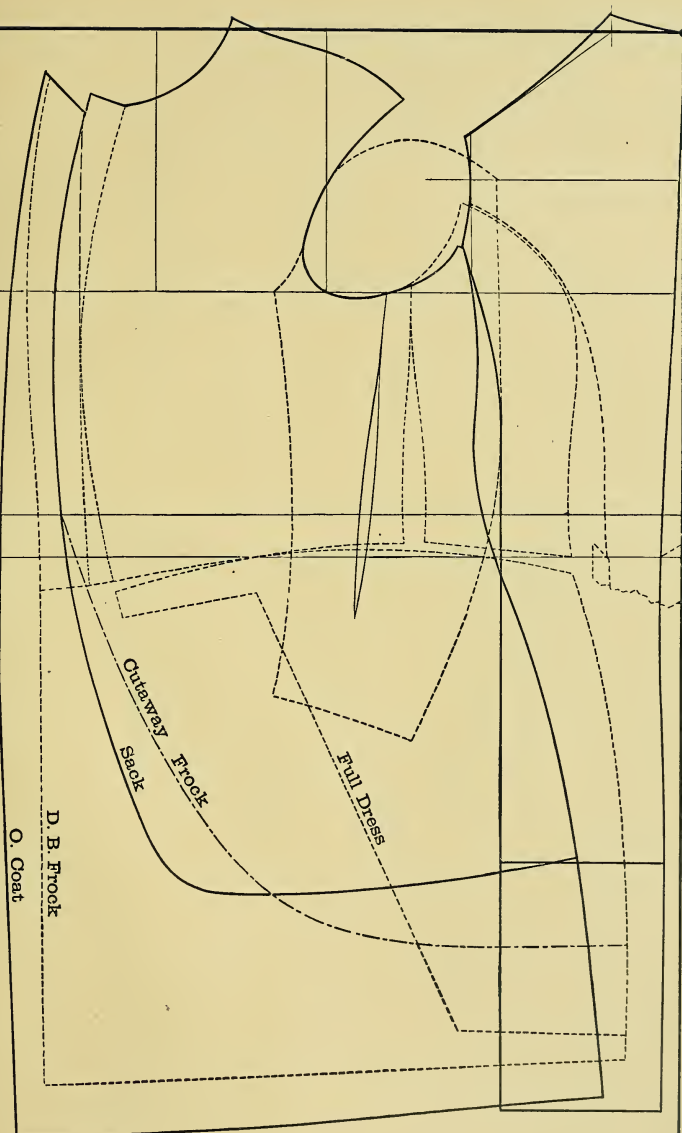 Cutaway Frock
Sack
Full Dress
D. B. Frock
O. Coat